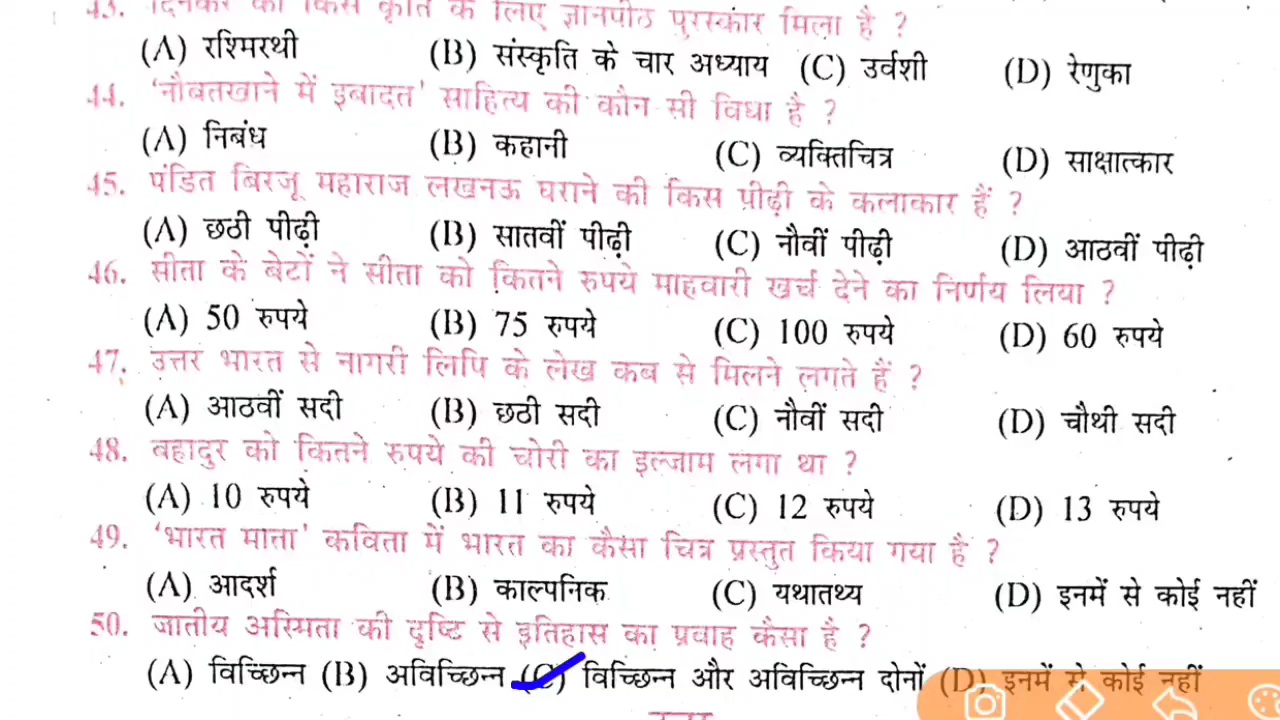 43. दिनकर को किस कृति के लिए ज्ञानपीठ पुरस्कार मिला है ?
(A) रश्मिरथी (B) संस्कृति के चार अध्याय (C) उर्वशी (D) रेणुका
44. ‘नौबतखाने में इबादत’ साहित्य की कौन सी विधा है ?
(A) निबंध (B) कहानी (C) व्यक्तिचित्र (D) साक्षात्कार
45. पंडित बिरजू महाराज लखनऊ घराने की किस पीढ़ी के कलाकार हैं ?
(A) छठी पीढ़ी (B) सातवीं पीढ़ी (C) नौवीं पीढ़ी (D) आठवीं पीढ़ी
46. सीता के बेटों ने सीता को कितने रुपये माहवारी खर्च देने का निर्णय लिया ?
(A) 50 रुपये (B) 75 रुपये (C) 100 रुपये (D) 60 रुपये
47. उत्तर भारत से नागरी लिपि के लेख कब से मिलने लगते हैं ?
(A) आठवीं सदी (B) छठी सदी (C) नौवीं सदी (D) चौथी सदी
48. बहादुर को कितने रुपये की चोरी का इल्जाम लगा था ?
(A) 10 रुपये (B) 11 रुपये (C) 12 रुपये (D) 13 रुपये
49. ‘भारत माता’ कविता में भारत का कैसा चित्र प्रस्तुत किया गया है ?
(A) आदर्श (B) काल्पनिक (C) यथातथ्य (D) इनमें से कोई नहीं
50. जातीय अस्मिता की दृष्टि से इतिहास का प्रवाह कैसा है ?
(A) विच्छिन्न (B) अविच्छिन्न (C) विच्छिन्न और अविच्छिन्न दोनों (D) इनमें से कोई नहीं